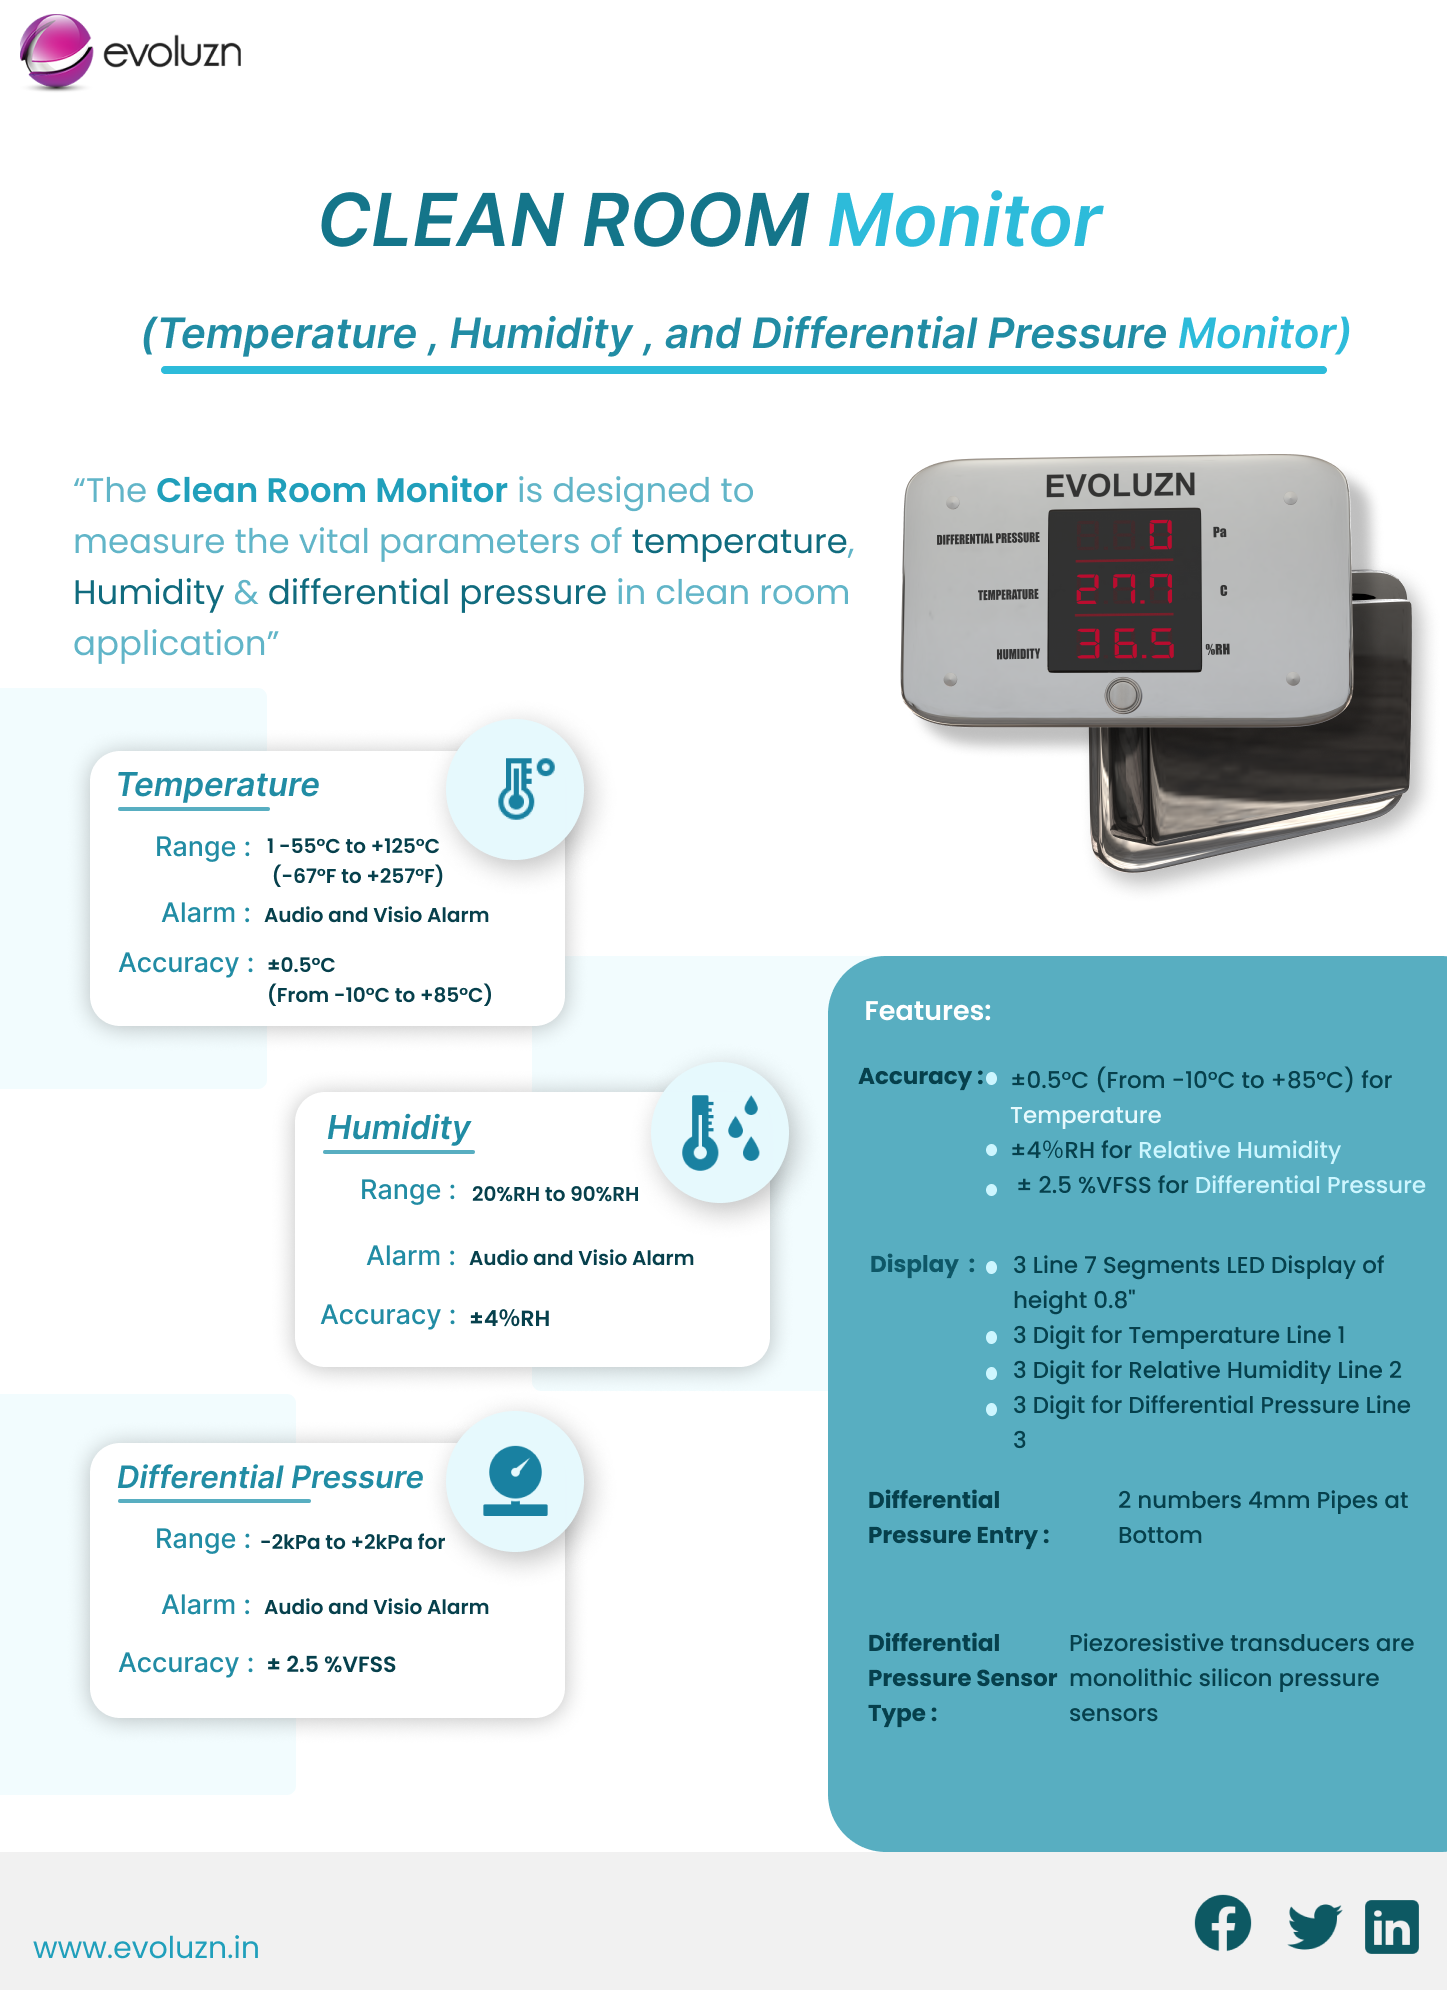 evoluzn
CLEAN ROOM Monitor
(Temperature , Humidity , and Differential Pressure Monitor)
“The Clean Room Monitor is designed to
measure the vital parameters of temperature,
Humidity & differential pressure in clean room
application”
EVOLUZN
DIFFERENTIAL PRESSURE 0 Pa
TEMPERATURE 27.7 C
HUMIDITY 36.5 %RH
Temperature
Range : 1 -55°C to +125°C
(-67°F to +257°F)
Alarm : Audio and Visio Alarm
Accuracy : ±0.5°C
(From -10°C to +85°C)
Humidity
Range : 20%RH to 90%RH
Alarm : Audio and Visio Alarm
Accuracy : ±4%RH
Differential Pressure
Range : -2kPa to +2kPa for
Alarm : Audio and Visio Alarm
Accuracy : ± 2.5 %VFSS
Features:
Accuracy : ±0.5°C (From -10°C to +85°C) for
Temperature
±4%RH for Relative Humidity
± 2.5 %VFSS for Differential Pressure
Display : 3 Line 7 Segments LED Display of
height 0.8"
3 Digit for Temperature Line 1
3 Digit for Relative Humidity Line 2
3 Digit for Differential Pressure Line
3
Differential 2 numbers 4mm Pipes at
Pressure Entry : Bottom
Differential Piezoresistive transducers are
Pressure Sensor monolithic silicon pressure
Type : sensors
www.evoluzn.in